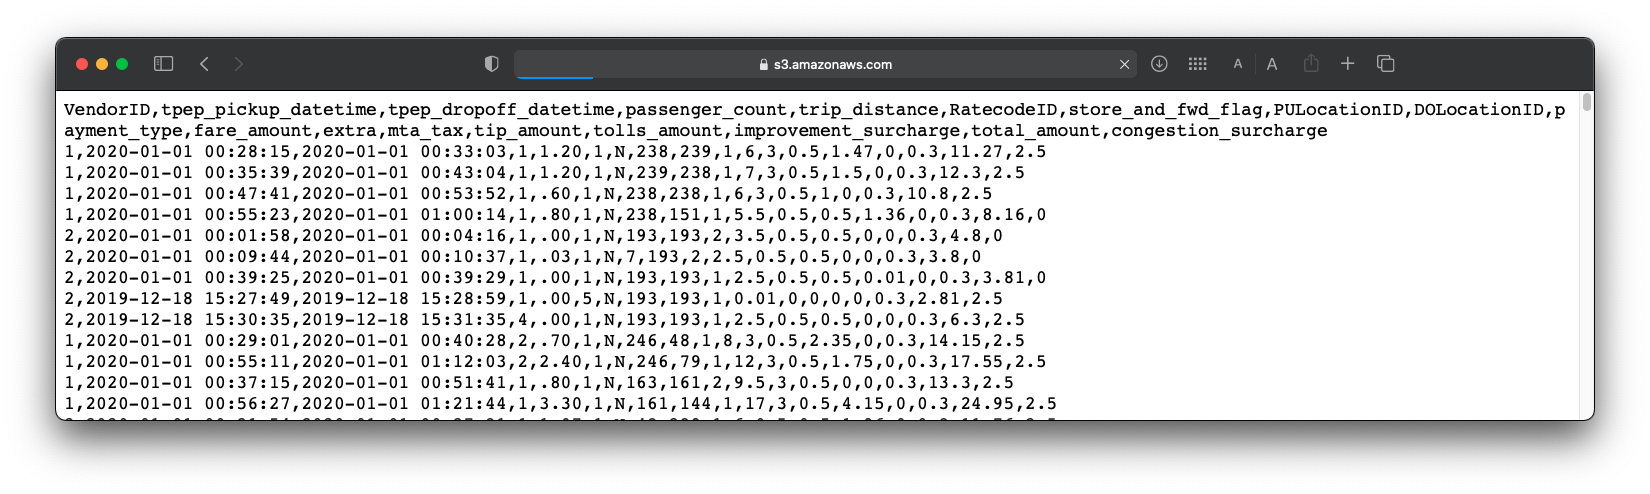 s3.amazonaws.com
A A
VendorID,tpep_pickup_datetime,tpep_dropoff_datetime,passenger_count,trip_distance,RatecodeID,store_and_fwd_flag,PULocationID,DOLocationID,p
ayment_type,fare_amount,extra,mta_tax,tip_amount,tolls_amount,improvement_surcharge,total_amount,congestion_surcharge
1,2020-01-01 00:28:15,2020-01-01 00:33:03,1,1.20,1,N,238,239,1,6,3,0.5,1.47,0,0.3,11.27,2.5
1,2020-01-01 00:35:39,2020-01-01 00:43:04,1,1.20,1,N,239,238,1,7,3,0.5,1.5,0,0.3,12.3,2.5
1,2020-01-01 00:47:41,2020-01-01 00:53:52,1,.60,1,N,238,238,1,6,3,0.5,1,0,0.3,10.8,2.5
1,2020-01-01 00:55:23,2020-01-01 01:00:14,1,.80,1,N,238,151,1,5.5,0.5,0.5,1.36,0,0.3,8.16,0
2,2020-01-01 00:01:58,2020-01-01 00:04:16,1,.00,1,N,193,193,2,3.5,0.5,0.5,0,0,0.3,4.8,0
2,2020-01-01 00:09:44,2020-01-01 00:10:37,1,.03,1,N,7,193,2,2.5,0.5,0.5,0,0,0.3,3.8,0
2,2020-01-01 00:39:25,2020-01-01 00:39:29,1,.00,1,N,193,193,1,2.5,0.5,0.5,0.01,0,0.3,3.81,0
2,2019-12-18 15:27:49,2019-12-18 15:28:59,1,.00,5,N,193,193,1,0.01,0,0,0,0,0.3,2.81,2.5
2,2019-12-18 15:30:35,2019-12-18 15:31:35,4,.00,1,N,193,193,1,2.5,0.5,0.5,0,0,0.3,6.3,2.5
1,2020-01-01 00:29:01,2020-01-01 00:40:28,2,.70,1,N,246,48,1,8,3,0.5,2.35,0,0.3,14.15,2.5
1,2020-01-01 00:55:11,2020-01-01 01:12:03,2,2.40,1,N,246,79,1,12,3,0.5,1.75,0,0.3,17.55,2.5
1,2020-01-01 00:37:15,2020-01-01 00:51:41,1,.80,1,N,163,161,2,9.5,3,0.5,0,0,0.3,13.3,2.5
1,2020-01-01 00:56:27,2020-01-01 01:21:44,1,3.30,1,N,161,144,1,17,3,0.5,4.15,0,0.3,24.95,2.5